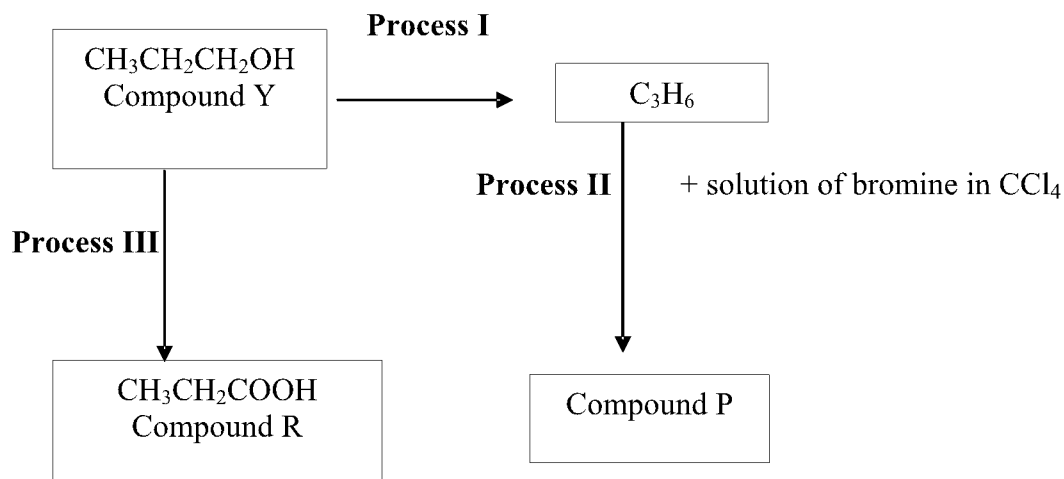 Process I
CH₃CH₂CH₂OH
Compound Y
C₃H₆
Process II
+ solution of bromine in CCl₄
Process III
CH₃CH₂COOH
Compound R
Compound P